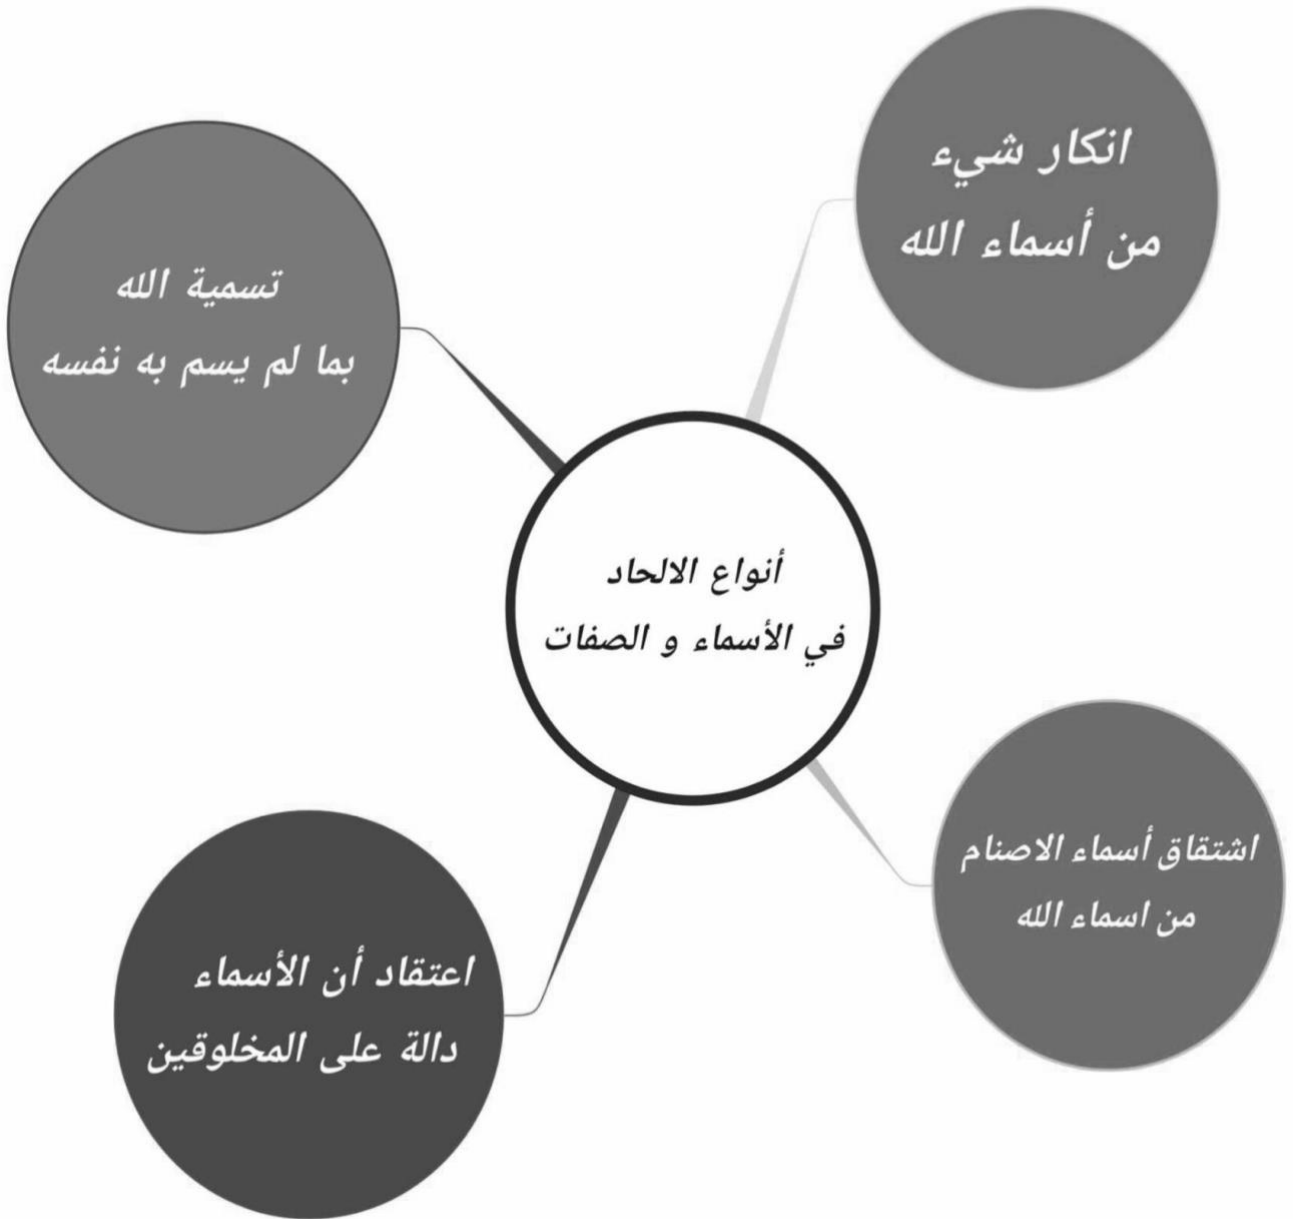 انكار شيء
من أسماء الله
تسمية الله
بما لم يسم به نفسه
أنواع الالحاد
في الأسماء و الصفات
اشتقاق أسماء الاصنام
من اسماء الله
اعتقاد أن الأسماء
دالة على المخلوقين